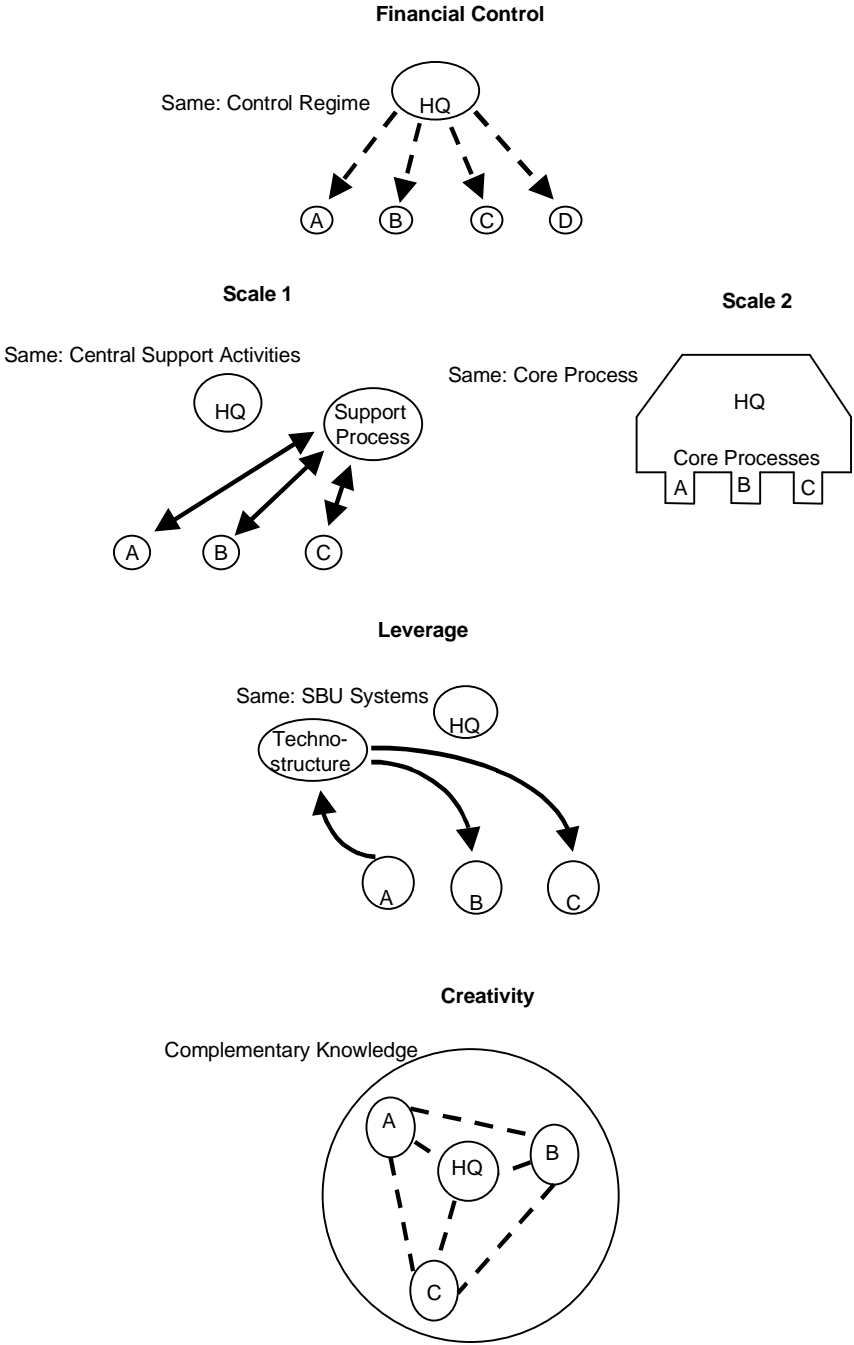 Financial Control
Same: Control Regime
HQ
A
B
C
D
Scale 1
Same: Central Support Activities
HQ
Support
Process
A
B
C
Scale 2
Same: Core Process
HQ
Core Processes
A
B
C
Leverage
Same: SBU Systems
HQ
Techno-
structure
A
B
C
Creativity
Complementary Knowledge
A
B
HQ
C